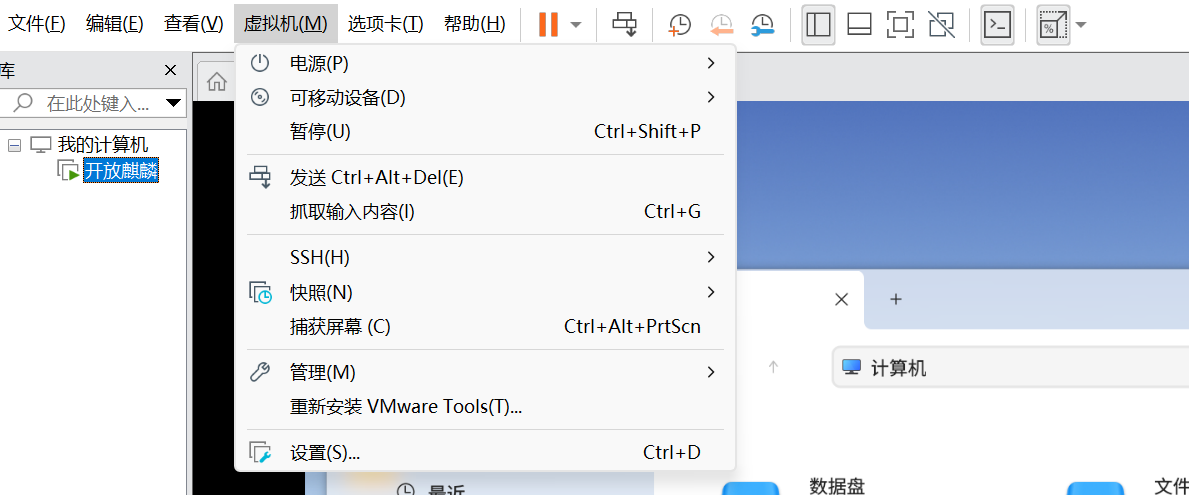 文件(F) 编辑(E) 查看(V) 虚拟机(M) 选项卡(T) 帮助(H)
库
在此处键入...
我的计算机
开放麒麟
电源(P)
可移动设备(D)
暂停(U) Ctrl+Shift+P
发送 Ctrl+Alt+Del(E)
抓取输入内容(I) Ctrl+G
SSH(H)
快照(N)
捕获屏幕 (C) Ctrl+Alt+PrtScn
管理(M)
重新安装 VMware Tools(T)...
设置(S)... Ctrl+D
计算机
最近
数据盘
文件